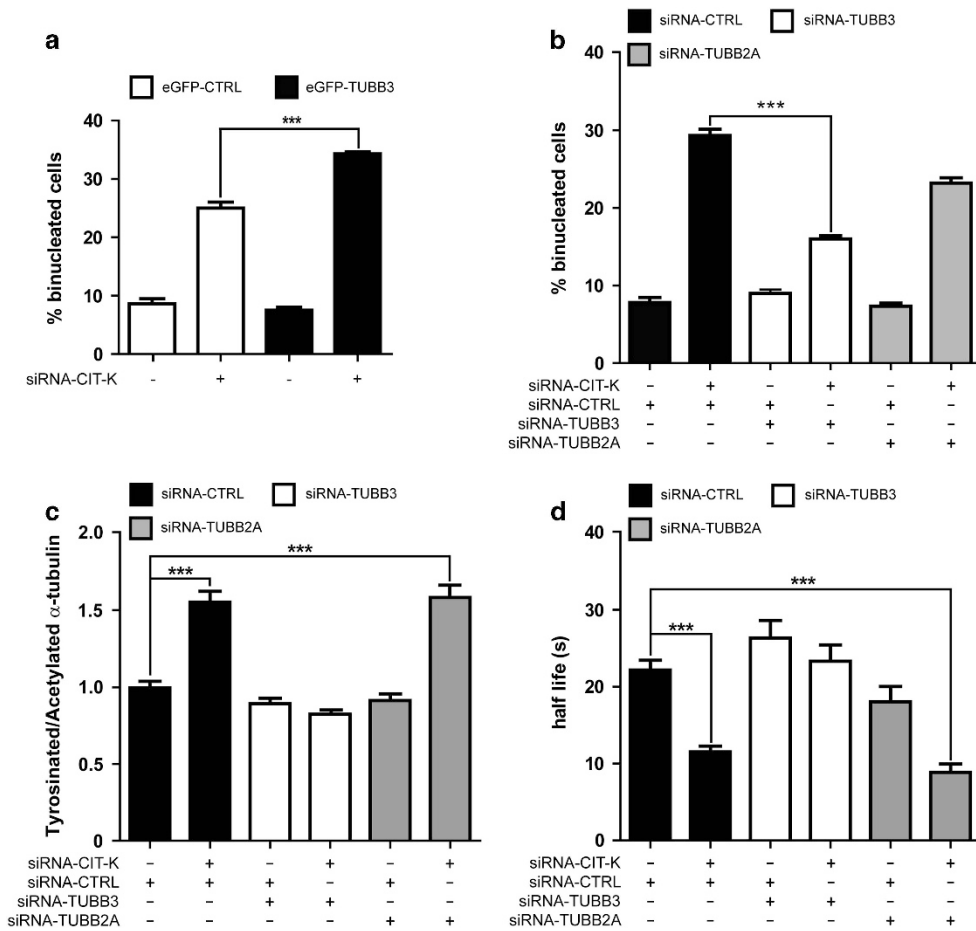 a
eGFP-CTRL eGFP-TUBB3
***
% binucleated cells
40
30
20
10
0
siRNA-CIT-K - + - +
b
siRNA-CTRL siRNA-TUBB3
siRNA-TUBB2A
***
% binucleated cells
40
30
20
10
0
siRNA-CIT-K – + – + – +
siRNA-CTRL + + + – + –
siRNA-TUBB3 – – + + – –
siRNA-TUBB2A – – – – + +
c
siRNA-CTRL siRNA-TUBB3
siRNA-TUBB2A
***
***
Tyrosinated/Acetylated α-tubulin
2.0
1.5
1.0
0.5
0
siRNA-CIT-K – + – + – +
siRNA-CTRL + + + – + –
siRNA-TUBB3 – – + + – –
siRNA-TUBB2A – – – – + +
d
siRNA-CTRL siRNA-TUBB3
siRNA-TUBB2A
***
***
half life (s)
40
30
20
10
0
siRNA-CIT-K – + – + – +
siRNA-CTRL + + + – + –
siRNA-TUBB3 – – + + – –
siRNA-TUBB2A – – – – + +